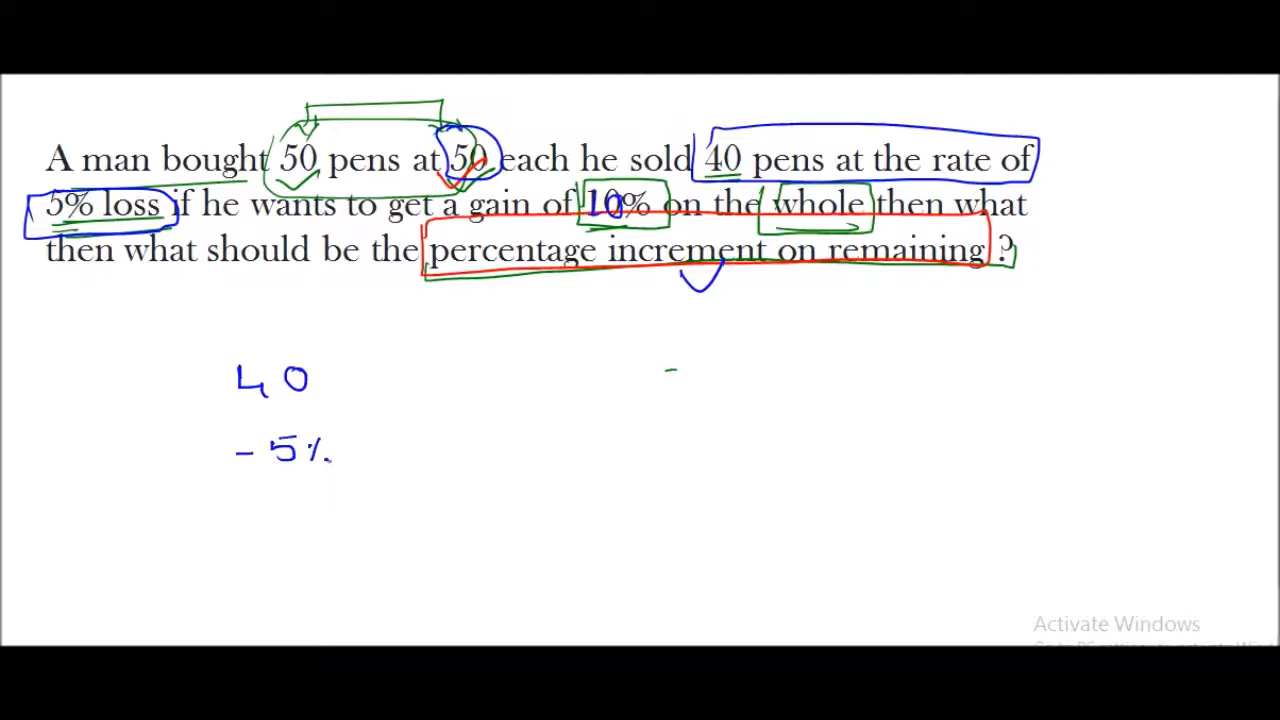 A man bought 50 pens at 50 each he sold 40 pens at the rate of
5% loss if he wants to get a gain of 10% on the whole then what
then what should be the percentage increment on remaining ?
40
- 5%
Activate Windows